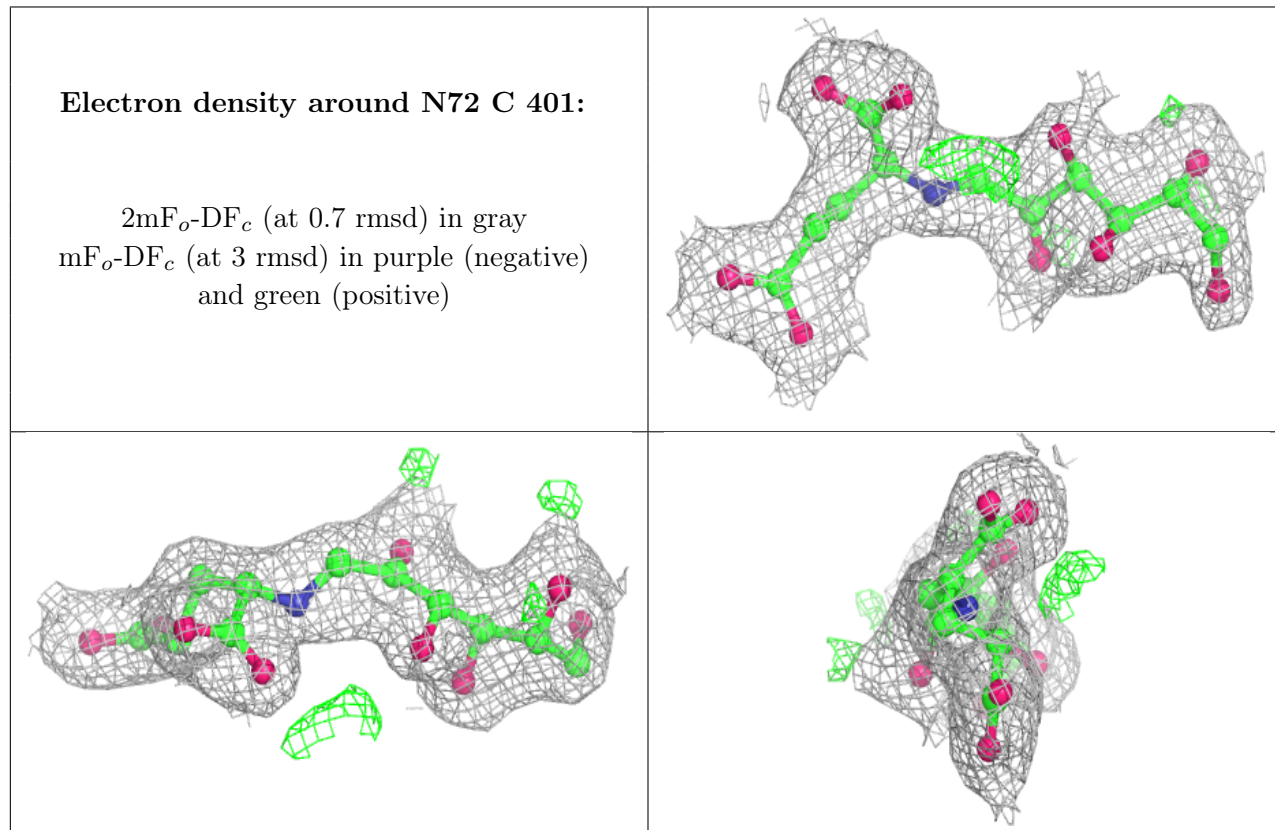 Electron density around N72 C 401:
2mFo-DFc (at 0.7 rmsd) in gray
mFo-DFc (at 3 rmsd) in purple (negative)
and green (positive)